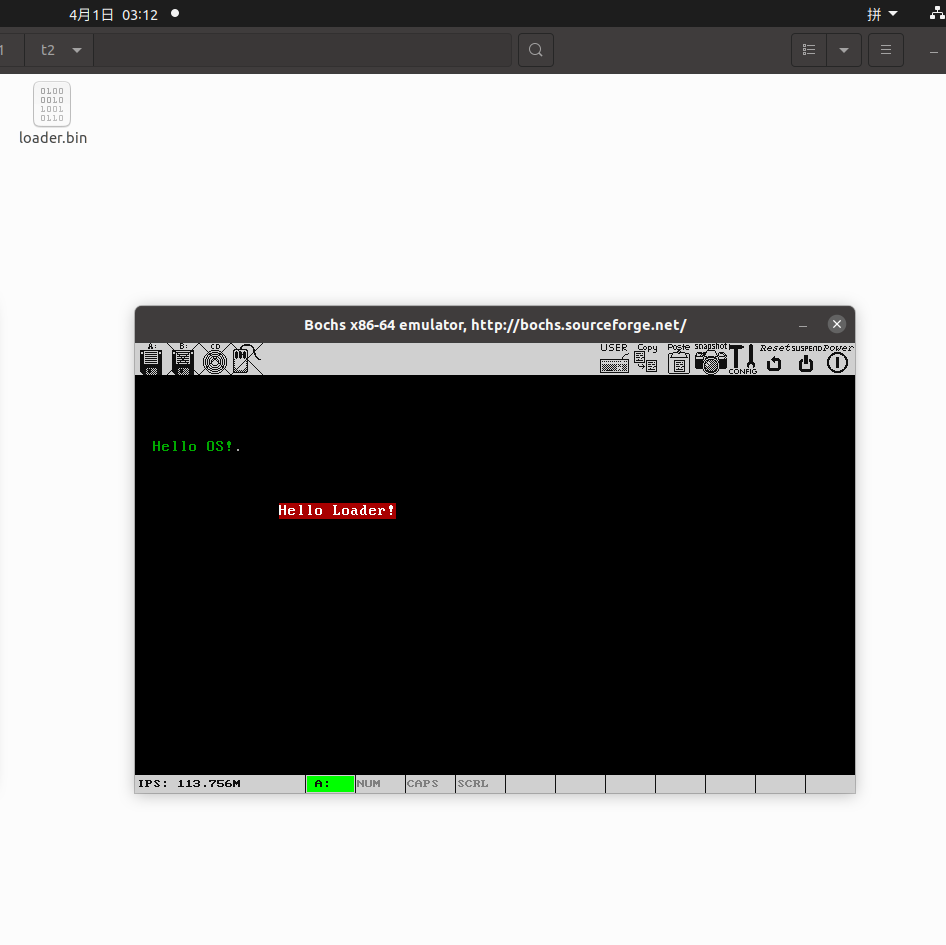 4月1日 03:12
拼
t2
0100
0010
1001
0110
loader.bin
Bochs x86-64 emulator, http://bochs.sourceforge.net/
A: B: CD USER Copy Paste snapshot CONFIG Reset SUSPEND Power
Hello OS!.
Hello Loader!
IPS: 113.756M A: NUM CAPS SCRL